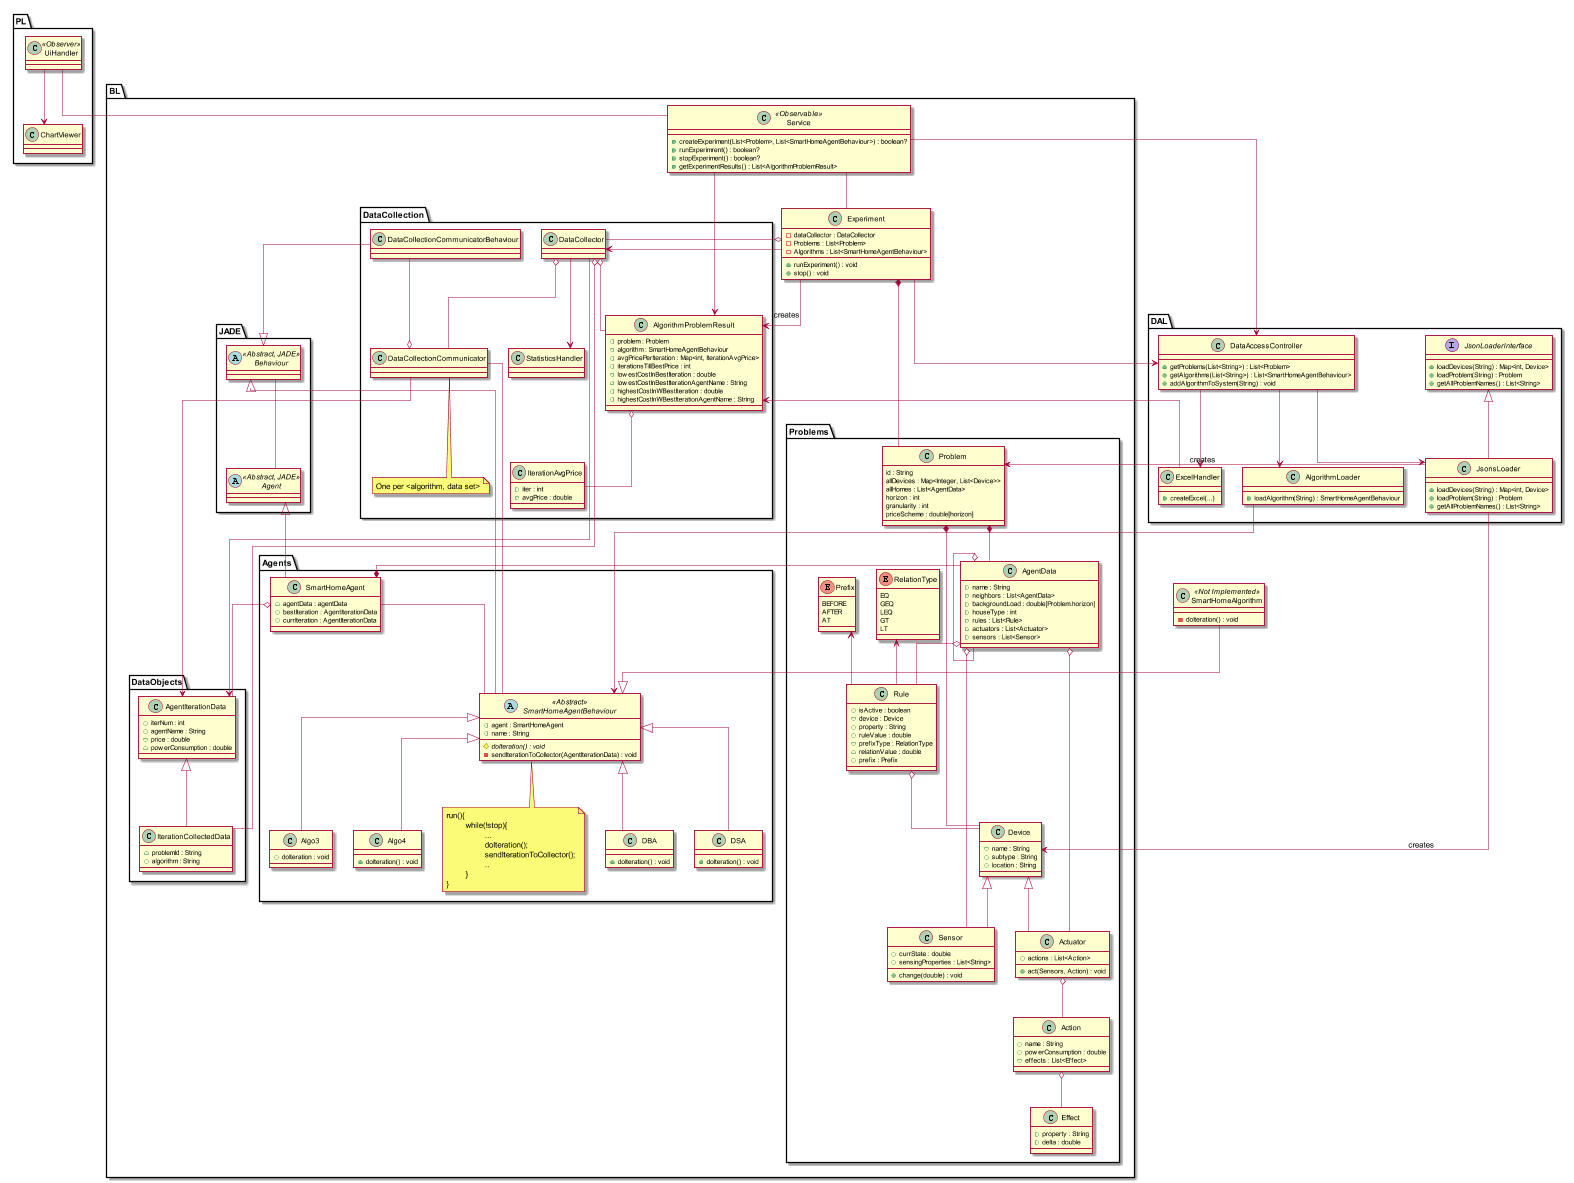 PL
«Observer»
UiHandler
ChartViewer
BL
«Observable»
Service
createExperiment(List<Problem>, List<SmartHomeAgentBehaviour>) : boolean?
runExperimrent() : boolean?
stopExperiment() : boolean?
getExperimentResults() : List<AlgorithmProblemResult>
Experiment
dataCollector : DataCollector
Problems : List<Problem>
Algorithms : List<SmartHomeAgentBehaviour>
runExperiment() : void
stop() : void
DataCollection
DataCollectionCommunicatorBehaviour
DataCollector
creates
AlgorithmProblemResult
problem : Problem
algorithm : SmartHomeAgentBehaviour
avgPricePerIteration : Map<int, IterationAvgPrice>
iterationsTillBestPrice : int
lowestCostInBestIteration : double
lowestCostInBestIterationAgentName : String
highestCostInWBestIteration : double
highestCostInWBestIterationAgentName : String
DataCollectionCommunicator
StatisticsHandler
One per <algorithm, data set>
IterationAvgPrice
iter : int
avgPrice : double
JADE
«Abstract, JADE»
Behaviour
«Abstract, JADE»
Agent
DAL
DataAccessController
getProblems(List<String>) : List<Problem>
getAlgorithms(List<String>) : List<SmartHomeAgentBehaviour>
addAlgorithmToSystem(String) : void
JsonLoaderInterface
loadDevices(String) : Map<int, Device>
loadProblem(String) : Problem
getAllProblemNames() : List<String>
creates
ExcelHandler
createExcel(...)
AlgorithmLoader
loadAlgorithm(String) : SmartHomeAgentBehaviour
JsonsLoader
loadDevices(String) : Map<int, Device>
loadProblem(String) : Problem
getAllProblemNames() : List<String>
Problems
Problem
id : String
allDevices : Map<Integer, List<Device>>
allHomes : List<AgentData>
horizon : int
granularity : int
priceScheme : double[horizon]
Prefix
BEFORE
AFTER
AT
RelationType
EQ
GEQ
LEQ
GT
LT
AgentData
name : String
neighbors : List<AgentData>
backgroundLoad : double[Problem.horizon]
houseType : int
rules : List<Rule>
actuators : List<Actuator>
sensors : List<Sensor>
«Not Implemented»
SmartHomeAlgorithm
doIteration() : void
Agents
SmartHomeAgent
agentData : agentData
bestIteration : AgentIterationData
currIteration : AgentIterationData
DataObjects
AgentIterationData
iterNum : int
agentName : String
price : double
powerConsumption : double
IterationCollectedData
problemId : String
algorithm : String
«Abstract»
SmartHomeAgentBehaviour
agent : SmartHomeAgent
name : String
doIteration() : void
sendIterationToCollector(AgentIterationData) : void
Algo3
doIteration : void
Algo4
doIteration() : void
run(){
while(!stop){
...
doIteration();
sendIterationToCollector();
..
}
}
DBA
doIteration() : void
DSA
doIteration() : void
Rule
isActive : boolean
device : Device
property : String
ruleValue : double
prefixType : RelationType
relationValue : double
prefix : Prefix
Device
name : String
subtype : String
location : String
creates
Sensor
currState : double
sensingProperties : List<String>
change(double) : void
Actuator
actions : List<Action>
act(Sensors, Action) : void
Action
name : String
powerConsumption : double
effects : List<Effect>
Effect
property : String
delta : double